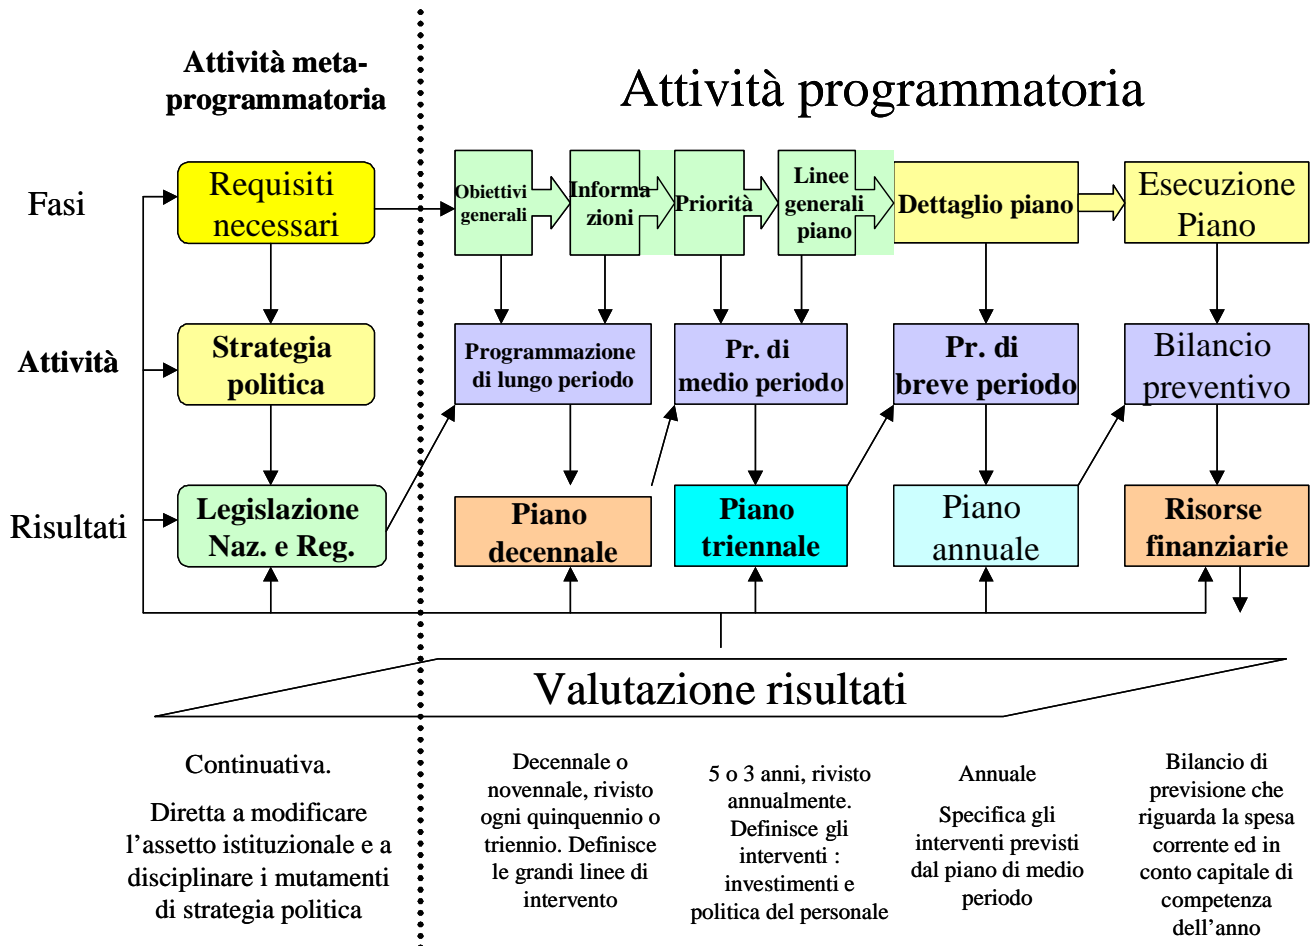 Attività meta-
programmatoria
Attività programmatoria
Fasi
Requisiti
necessari
Obiettivi
generali
Informa
zioni
Priorità
Linee
generali
piano
Dettaglio piano
Esecuzione
Piano
Attività
Strategia
politica
Programmazione
di lungo periodo
Pr. di
medio periodo
Pr. di
breve periodo
Bilancio
preventivo
Risultati
Legislazione
Naz. e Reg.
Piano
decennale
Piano
triennale
Piano
annuale
Risorse
finanziarie
Valutazione risultati
Continuativa.
Diretta a modificare
l’assetto istituzionale e a
disciplinare i mutamenti
di strategia politica
Decennale o
novennale, rivisto
ogni quinquennio o
triennio. Definisce
le grandi linee di
intervento
5 o 3 anni, rivisto
annualmente.
Definisce gli
interventi :
investimenti e
politica del personale
Annuale
Specifica gli
interventi previsti
dal piano di medio
periodo
Bilancio di
previsione che
riguarda la spesa
corrente ed in
conto capitale di
competenza
dell’anno